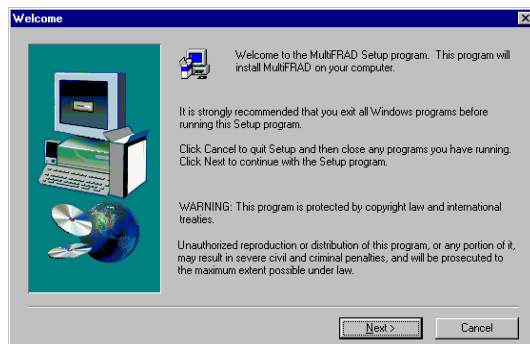 Welcome
Welcome to the MultiFRAD Setup program. This program will
install MultiFRAD on your computer.
It is strongly recommended that you exit all Windows programs before
running this Setup program.
Click Cancel to quit Setup and then close any programs you have running.
Click Next to continue with the Setup program.
WARNING: This program is protected by copyright law and international
treaties.
Unauthorized reproduction or distribution of this program, or any portion of it,
may result in severe civil and criminal penalties, and will be prosecuted to
the maximum extent possible under law.
Next >
Cancel